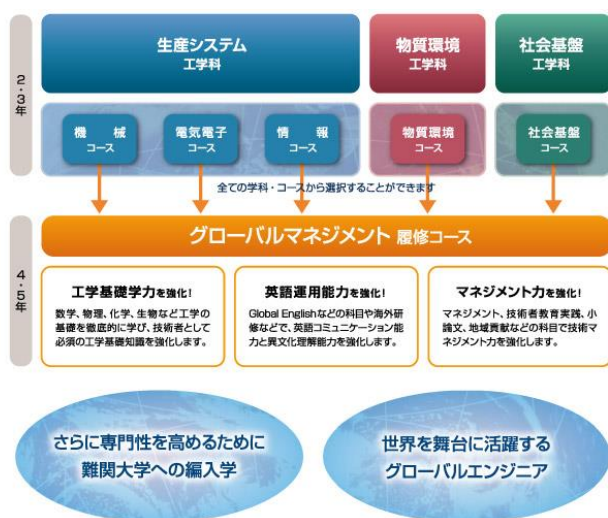 生産システム
工学科
物質環境
工学科
社会基盤
工学科
2・3年
機　械
コース
電気電子
コース
情　報
コース
物質環境
コース
社会基盤
コース
全ての学科・コースから選択することができます
グローバルマネジメント 履修コース
4・5年
工学基礎学力を強化!
数学、物理、化学、生物など工学の
基礎を徹底的に学び、技術者として
必須の工学基礎知識を強化します。
英語運用能力を強化!
Global Englishなどの科目や海外研
修などで、英語コミュニケーション能
力と異文化理解能力を強化します。
マネジメント力を強化!
マネジメント、技術者教育実践、小
論文、地域貢献などの科目で技術マ
ネジメント力を強化します。
さらに専門性を高めるために
難関大学への編入学
世界を舞台に活躍する
グローバルエンジニア